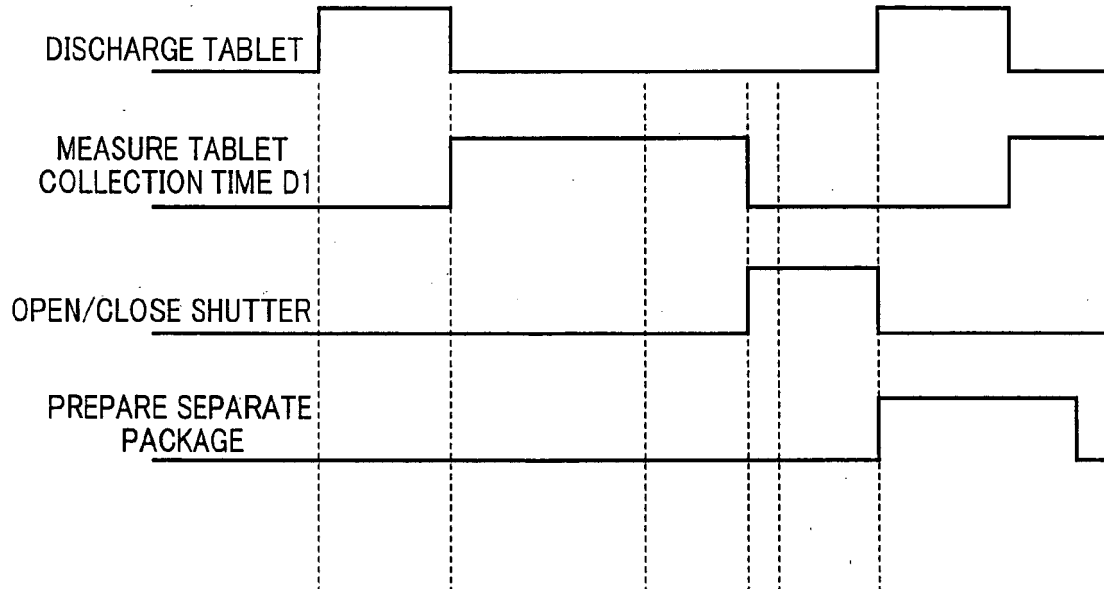 DISCHARGE TABLET
MEASURE TABLET
COLLECTION TIME D1
OPEN/CLOSE SHUTTER
PREPARE SEPARATE
PACKAGE